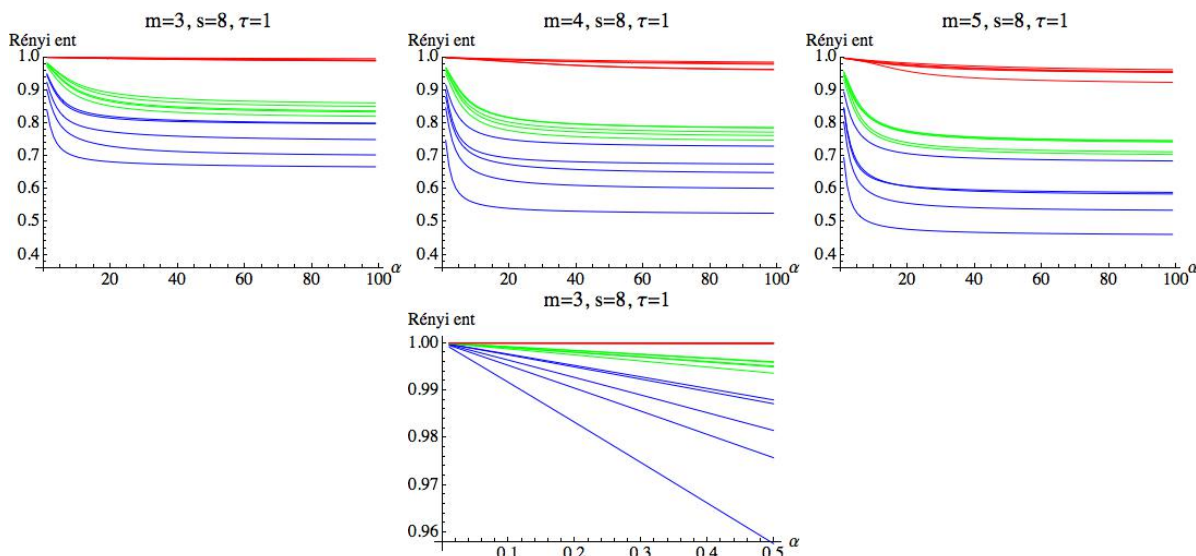 m=3, s=8, τ=1
Rényi ent
1.0
0.9
0.8
0.7
0.6
0.5
0.4
20 40 60 80 100 α
m=4, s=8, τ=1
Rényi ent
1.0
0.9
0.8
0.7
0.6
0.5
0.4
20 40 60 80 100 α
m=5, s=8, τ=1
Rényi ent
1.0
0.9
0.8
0.7
0.6
0.5
0.4
20 40 60 80 100 α
m=3, s=8, τ=1
Rényi ent
1.00
0.99
0.98
0.97
0.96
0.1 0.2 0.3 0.4 0.5 α